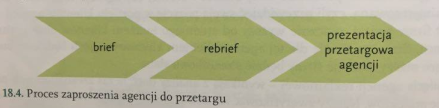 brief
rebrief
prezentacja
przetargowa
agencji
18.4. Proces zaproszenia agencji do przetargu